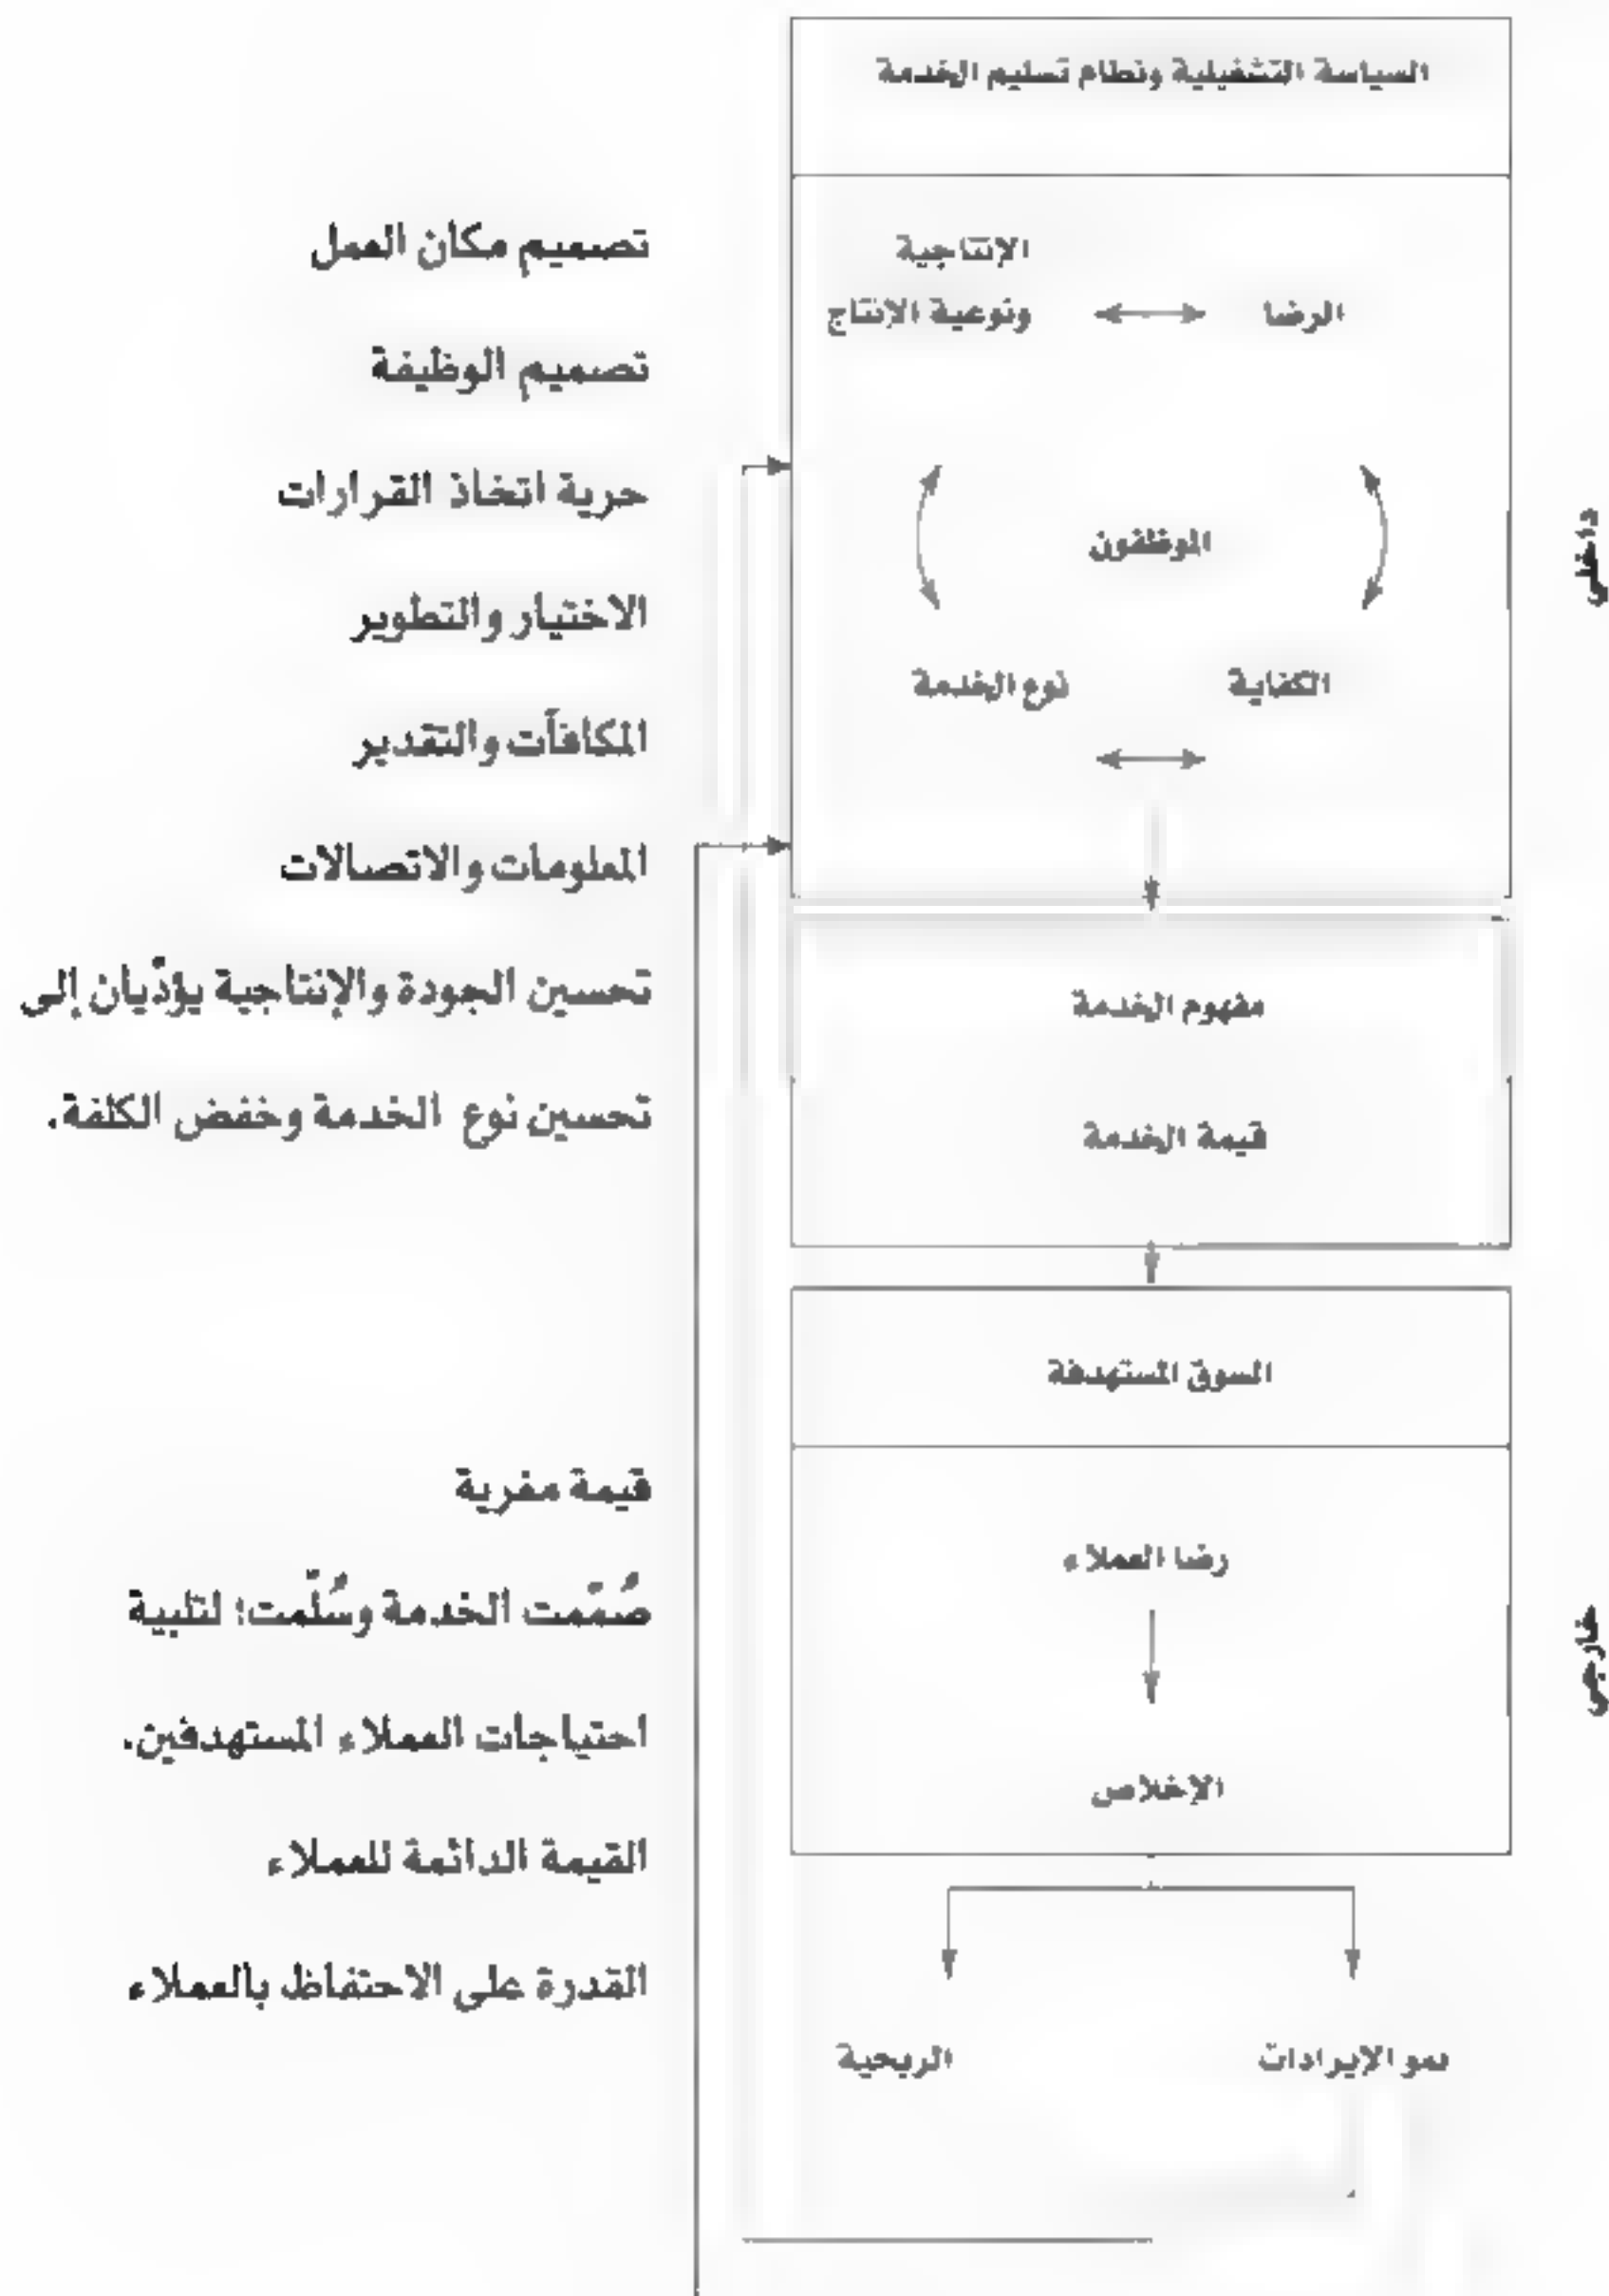 السياسة التشغيلية ونظام تسليم الخدمة
الإنتاجية
الرضا
ونوعية الإنتاج
الموظفون
الكفاية
نوع الخدمة
داخلي
مفهوم الخدمة
قيمة الخدمة
السوق المستهدفة
رضا العملاء
الإخلاص
خارجي
نمو الإيرادات
الربحية
تصميم مكان العمل
تصميم الوظيفة
حرية اتخاذ القرارات
الاختيار والتطوير
المكافآت والتقدير
المعلومات والاتصالات
تحسين الجودة والإنتاجية يؤدّيان إلى
تحسين نوع الخدمة وخفض الكلفة.
قيمة مغرية
صُمّمت الخدمة وسُلّمت؛ لتلبية
احتياجات العملاء المستهدفين.
القيمة الدائمة للعملاء
القدرة على الاحتفاظ بالعملاء